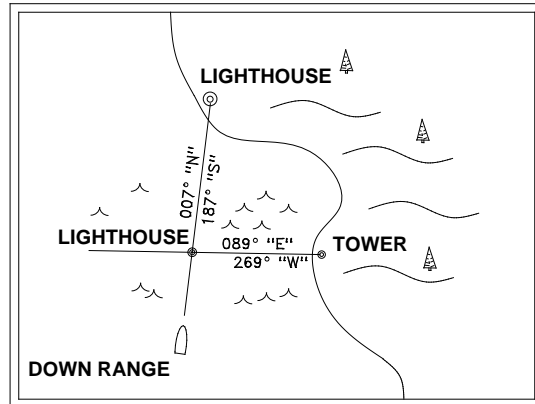 LIGHTHOUSE
007° "N"
187° "S"
LIGHTHOUSE
089° "E"
269° "W"
TOWER
DOWN RANGE